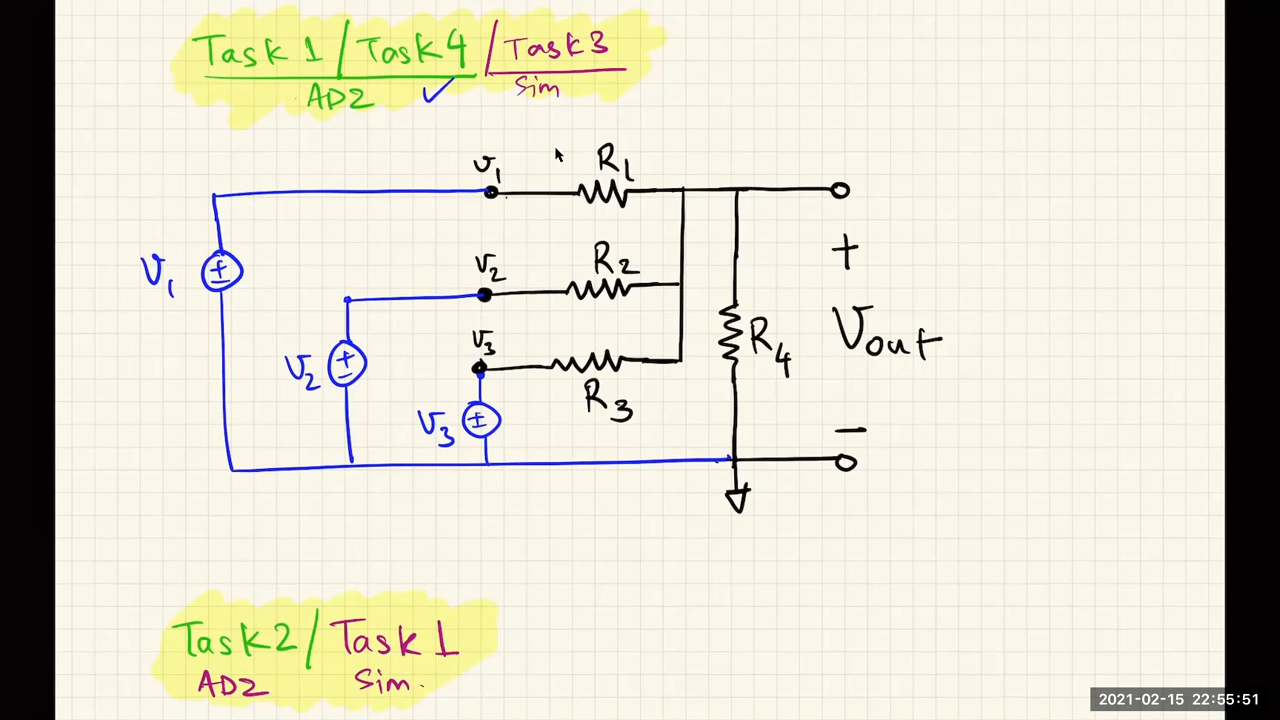 Task 1 / Task 4 / Task 3
AD2 ✓ Sim
v1 R1
V1 + −
v2 R2
+
V2 + −
v3 R3
R4 Vout
V3 + −
−
Task 2 / Task 1
AD2 Sim.
2021-02-15 22:55:51